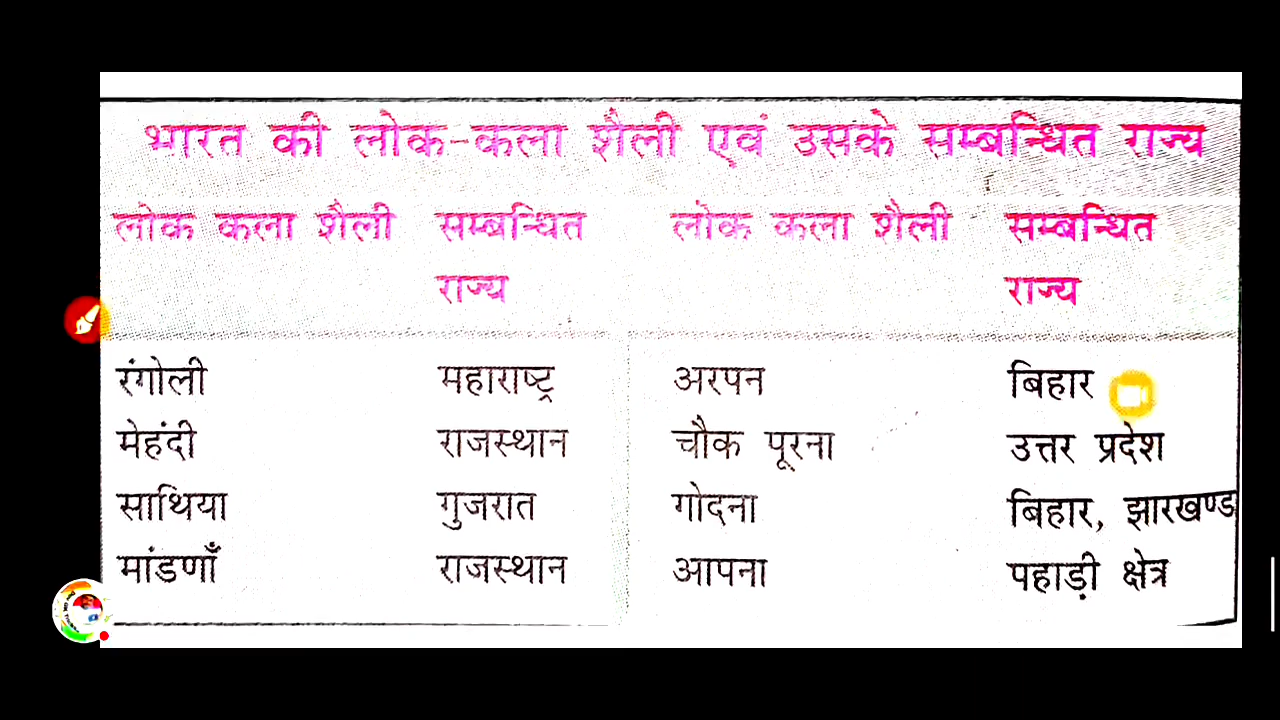 भारत की लोक-कला शैली एवं उसके सम्बन्धित राज्य
लोक कला शैली सम्बन्धित राज्य लोक कला शैली सम्बन्धित राज्य
रंगोली महाराष्ट्र अरपन बिहार
मेहंदी राजस्थान चौक पूरना उत्तर प्रदेश
साथिया गुजरात गोदना बिहार, झारखण्ड
मांडणाँ राजस्थान आपना पहाड़ी क्षेत्र